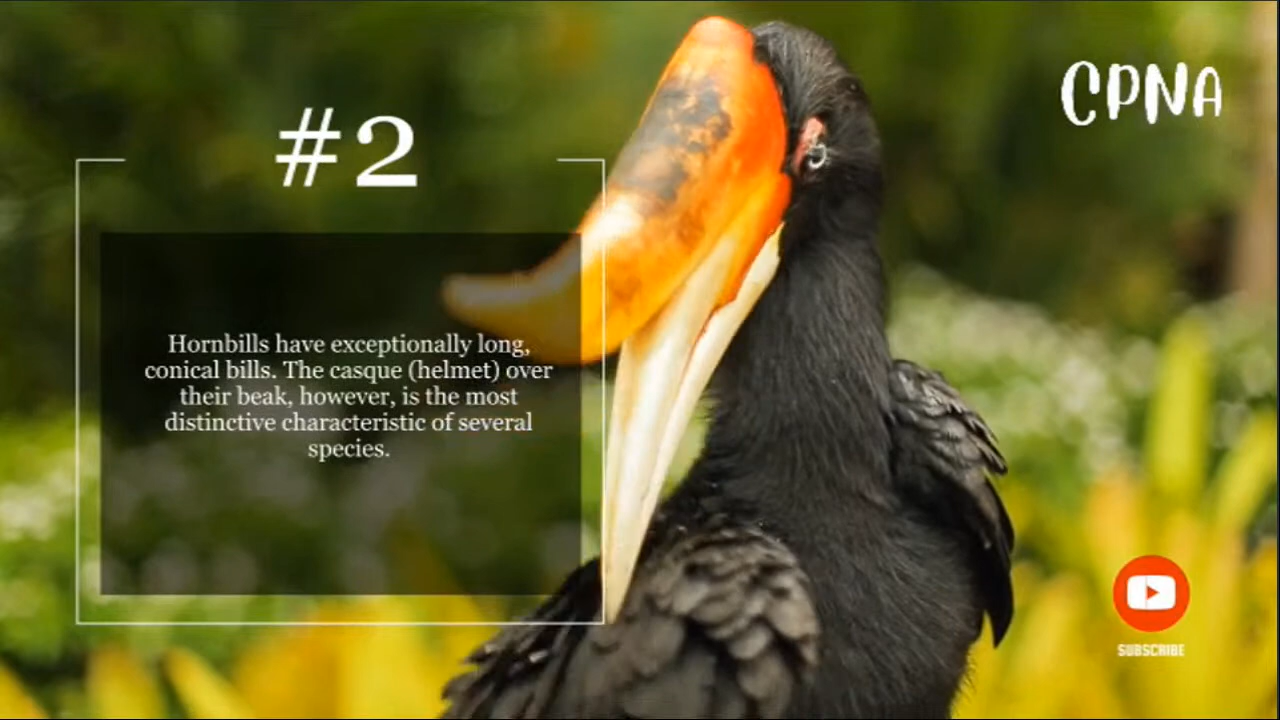 CPNA
#2
Hornbills have exceptionally long,
conical bills. The casque (helmet) over
their beak, however, is the most
distinctive characteristic of several
species.
SUBSCRIBE